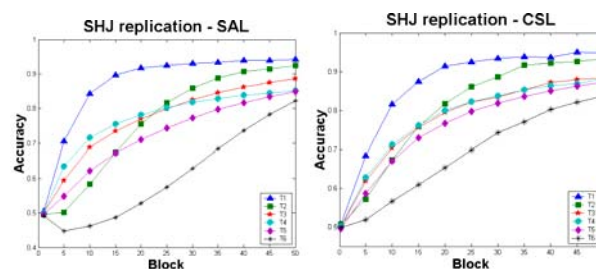 SHJ replication - SAL
Accuracy
1
0.9
0.8
0.7
0.6
0.5
0.4
0 5 10 15 20 25 30 35 40 45 50
Block
T1
T2
T3
T4
T5
T6
SHJ replication - CSL
Accuracy
1
0.9
0.8
0.7
0.6
0.5
0 5 10 15 20 25 30 35 40 45
Block
T1
T2
T3
T4
T5
T6